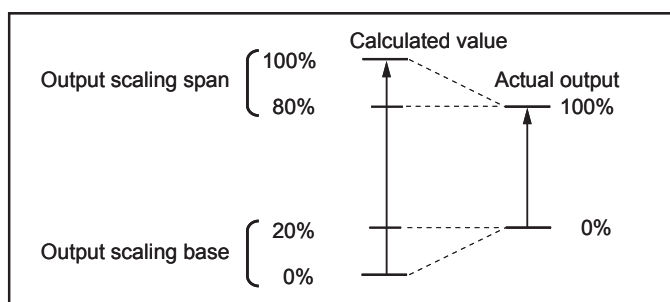 Calculated value
100%
Output scaling span
Actual output
80%
100%
20%
0%
Output scaling base
0%